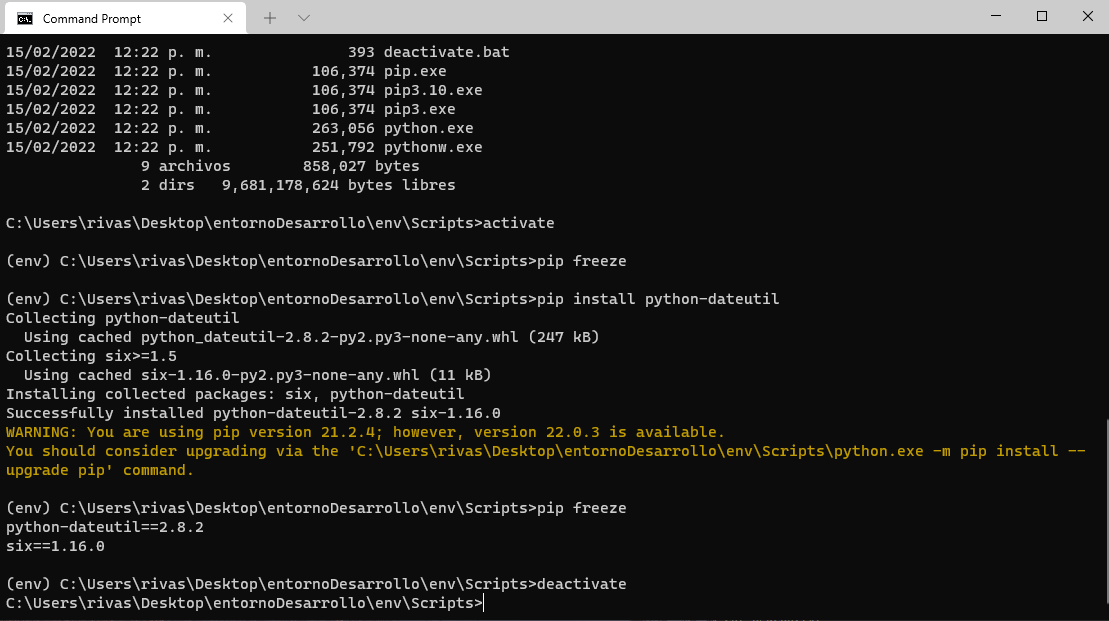 Command Prompt
15/02/2022  12:22 p. m.               393 deactivate.bat
15/02/2022  12:22 p. m.           106,374 pip.exe
15/02/2022  12:22 p. m.           106,374 pip3.10.exe
15/02/2022  12:22 p. m.           106,374 pip3.exe
15/02/2022  12:22 p. m.           263,056 python.exe
15/02/2022  12:22 p. m.           251,792 pythonw.exe
               9 archivos        858,027 bytes
               2 dirs   9,681,178,624 bytes libres
C:\Users\rivas\Desktop\entornoDesarrollo\env\Scripts>activate
(env) C:\Users\rivas\Desktop\entornoDesarrollo\env\Scripts>pip freeze
(env) C:\Users\rivas\Desktop\entornoDesarrollo\env\Scripts>pip install python-dateutil
Collecting python-dateutil
  Using cached python_dateutil-2.8.2-py2.py3-none-any.whl (247 kB)
Collecting six>=1.5
  Using cached six-1.16.0-py2.py3-none-any.whl (11 kB)
Installing collected packages: six, python-dateutil
Successfully installed python-dateutil-2.8.2 six-1.16.0
WARNING: You are using pip version 21.2.4; however, version 22.0.3 is available.
You should consider upgrading via the 'C:\Users\rivas\Desktop\entornoDesarrollo\env\Scripts\python.exe -m pip install --
upgrade pip' command.
(env) C:\Users\rivas\Desktop\entornoDesarrollo\env\Scripts>pip freeze
python-dateutil==2.8.2
six==1.16.0
(env) C:\Users\rivas\Desktop\entornoDesarrollo\env\Scripts>deactivate
C:\Users\rivas\Desktop\entornoDesarrollo\env\Scripts>